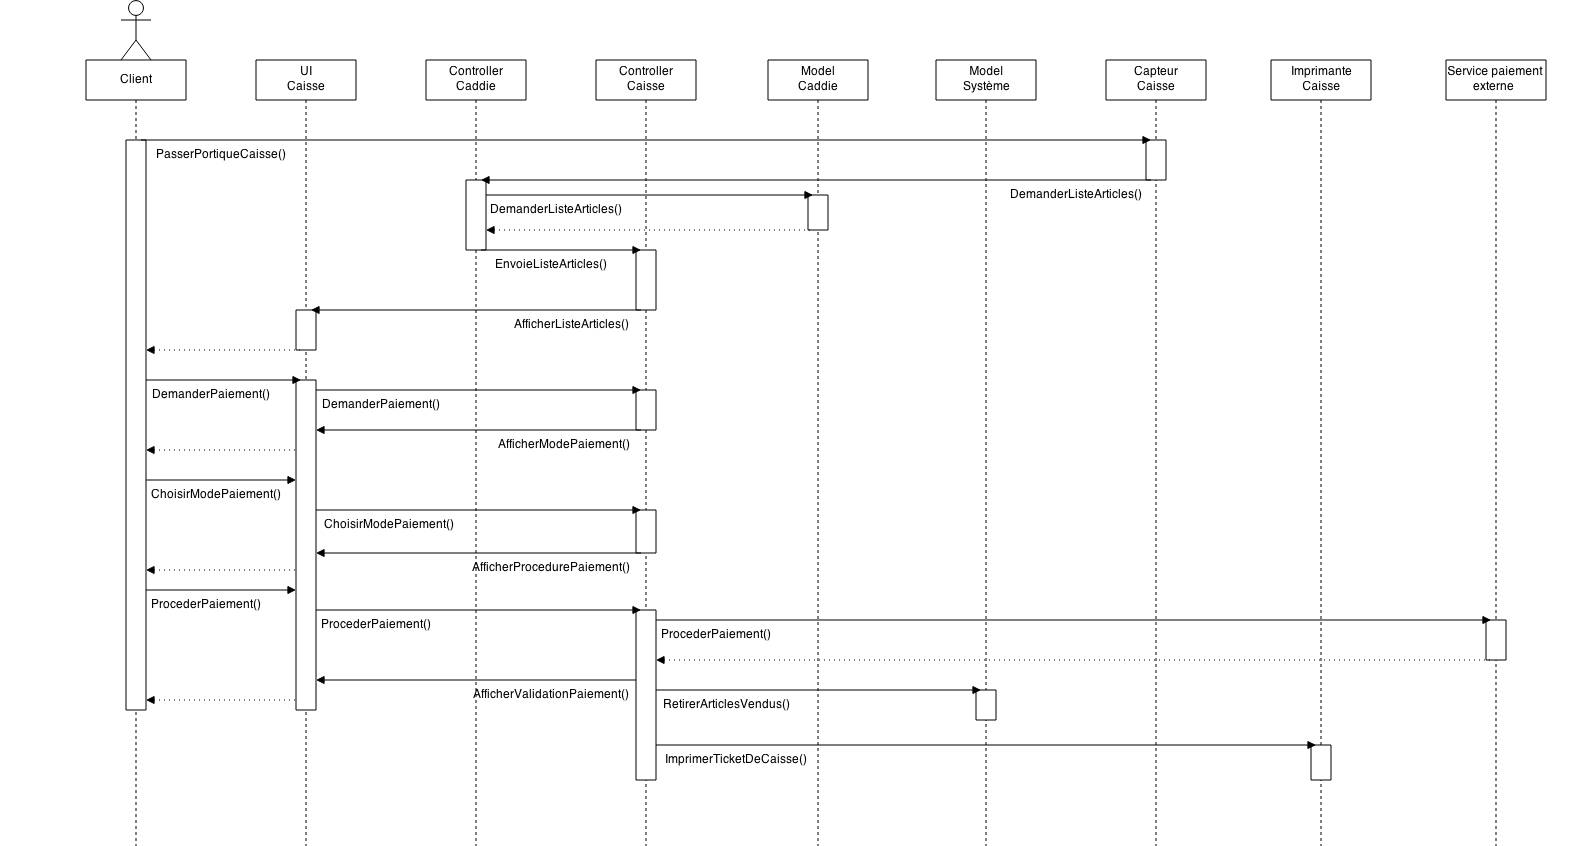 Client
UI
Caisse
Controller
Caddie
Controller
Caisse
Model
Caddie
Model
Système
Capteur
Caisse
Imprimante
Caisse
Service paiement
externe
PasserPortiqueCaisse()
DemanderListeArticles()
DemanderListeArticles()
EnvoieListeArticles()
AfficherListeArticles()
DemanderPaiement()
DemanderPaiement()
AfficherModePaiement()
ChoisirModePaiement()
ChoisirModePaiement()
AfficherProcedurePaiement()
ProcederPaiement()
ProcederPaiement()
ProcederPaiement()
AfficherValidationPaiement()
RetirerArticlesVendus()
ImprimerTicketDeCaisse()